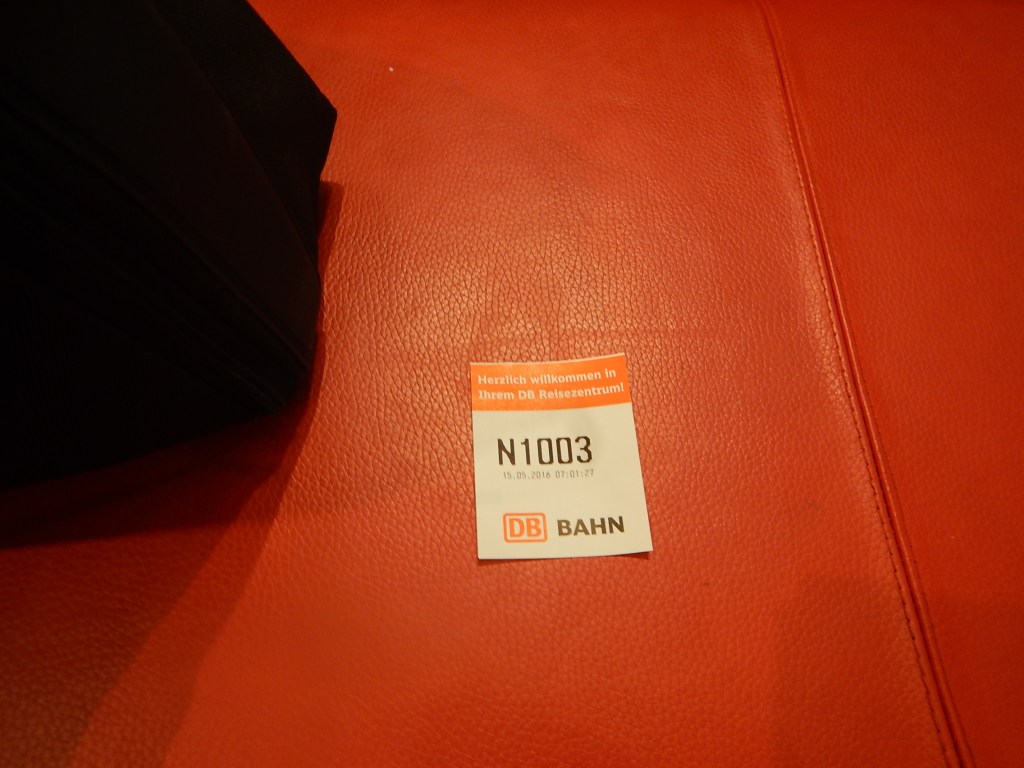 Herzlich willkommen in
Ihrem DB Reisezentrum!
N1003
15.05.2016 07:01:27
DB BAHN